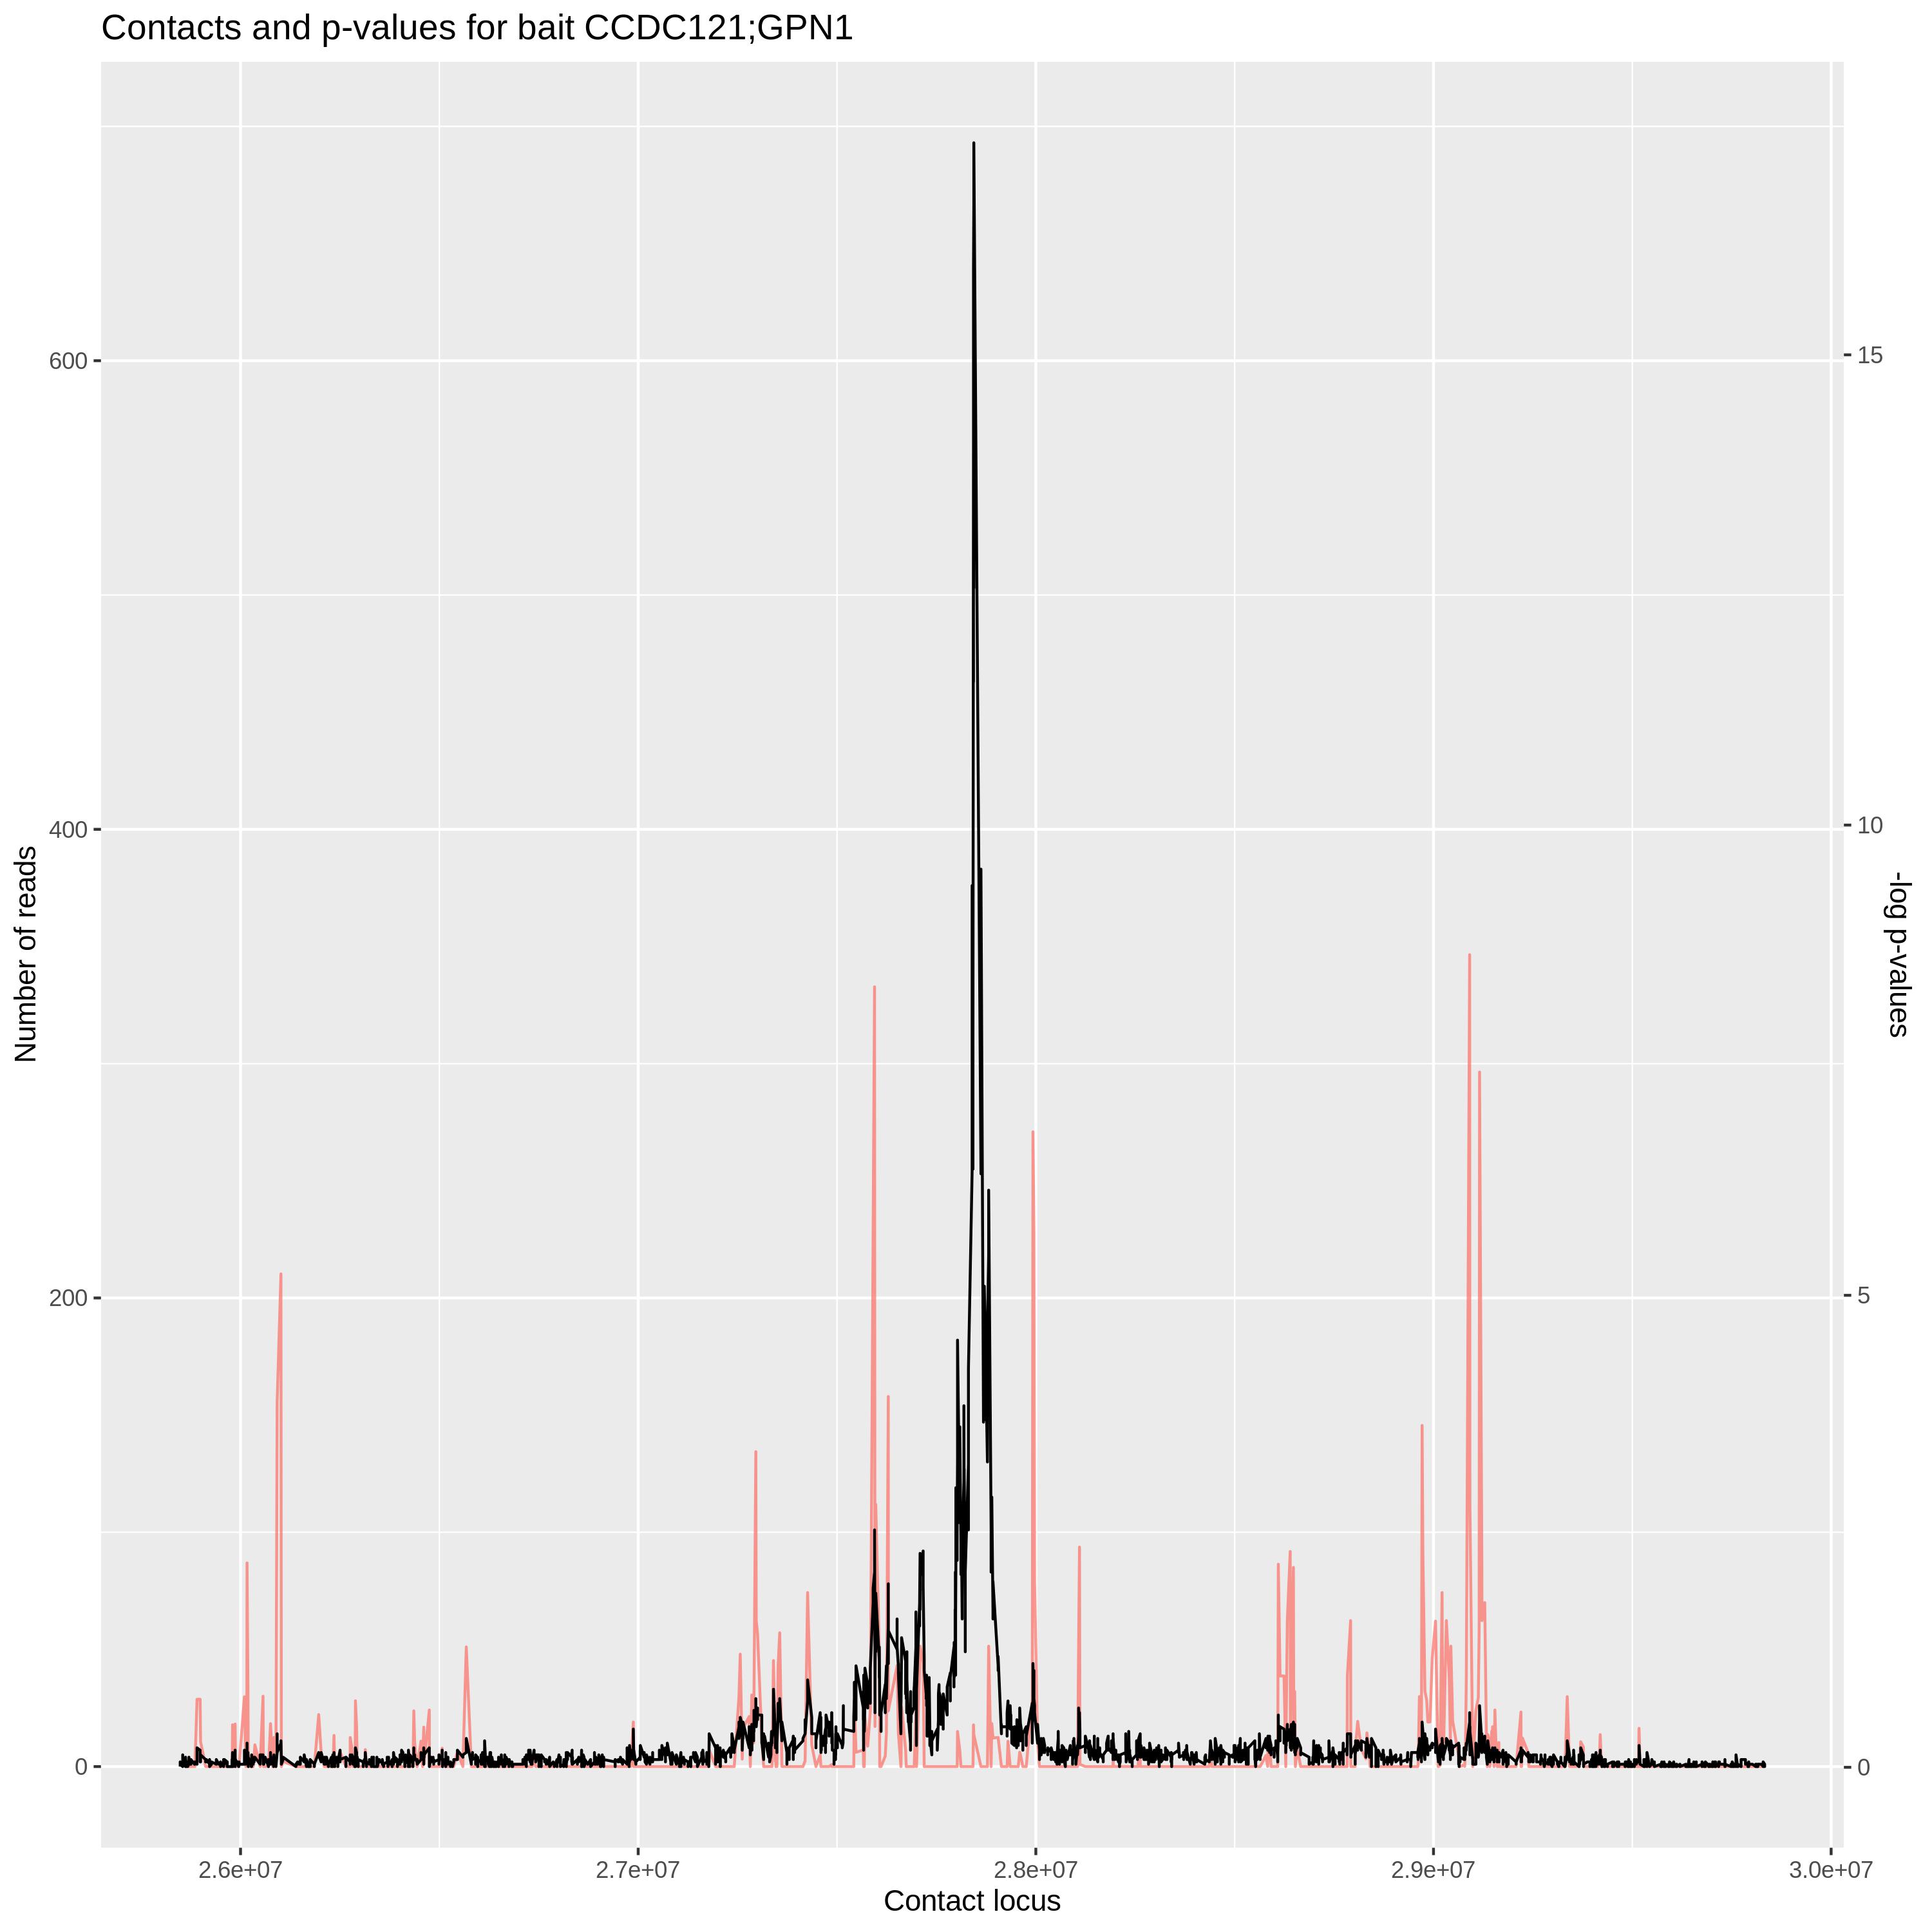 Contacts and p-values for bait CCDC121;GPN1
600
400
200
0
Number of reads
15
10
5
0
-log p-values
2.6e+07
2.7e+07
2.8e+07
2.9e+07
3.0e+07
Contact locus